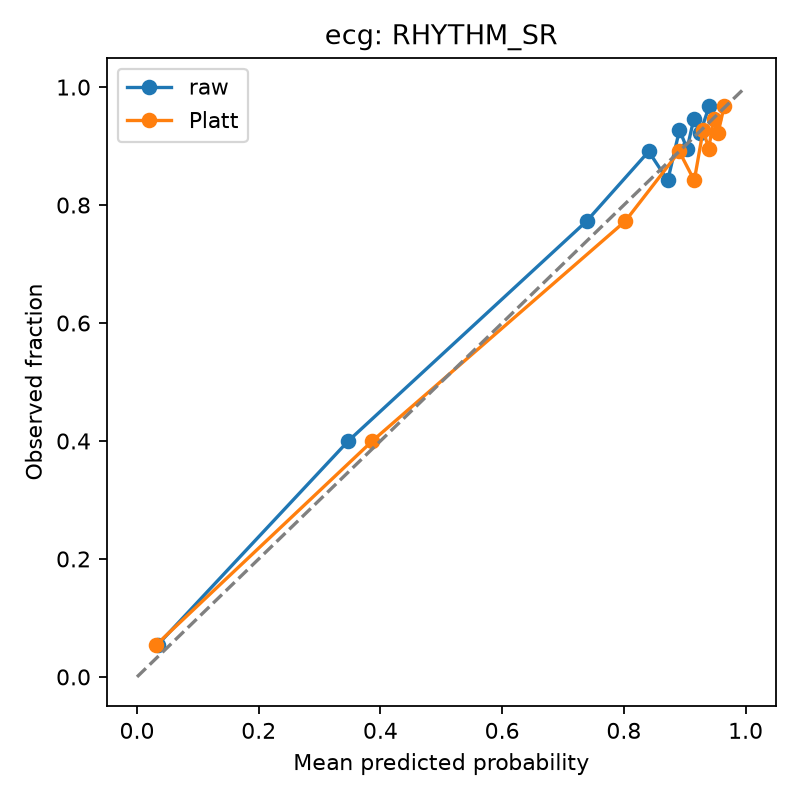 ecg: RHYTHM_SR
raw
Platt
1.0
0.8
0.6
0.4
0.2
0.0
Observed fraction
0.0 0.2 0.4 0.6 0.8 1.0
Mean predicted probability